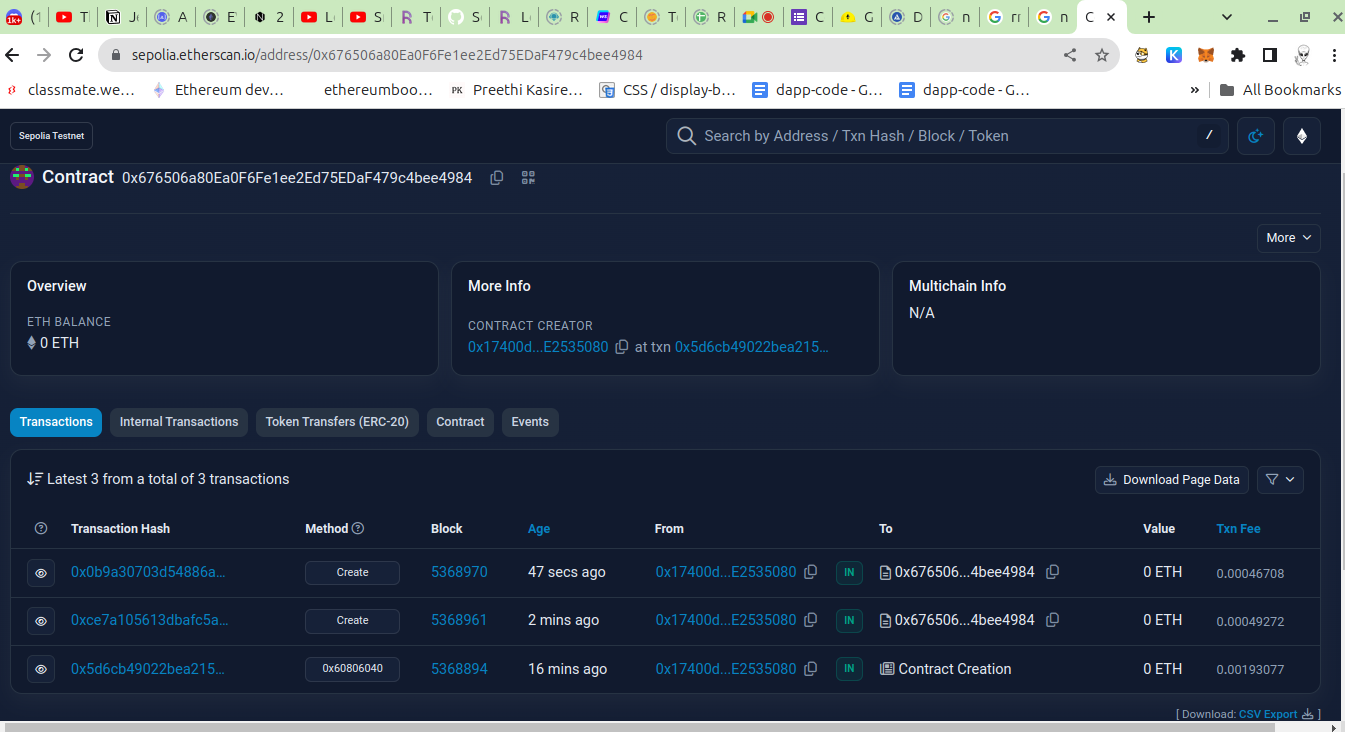 (1 Tl Jo A E 2 L S R T S R L R C T R C G D n rr n C
1k+
sepolia.etherscan.io/address/0x676506a80Ea0F6Fe1ee2Ed75EDaF479c4bee4984
classmate.we... Ethereum dev... ethereumboo... PK Preethi Kasire... CSS / display-b... dapp-code - G... dapp-code - G... » All Bookmarks
Sepolia Testnet Search by Address / Txn Hash / Block / Token /
Contract 0x676506a80Ea0F6Fe1ee2Ed75EDaF479c4bee4984
More
Overview More Info Multichain Info
ETH BALANCE CONTRACT CREATOR N/A
0 ETH 0x17400d...E2535080 at txn 0x5d6cb49022bea215...
Transactions Internal Transactions Token Transfers (ERC-20) Contract Events
Latest 3 from a total of 3 transactions Download Page Data
Transaction Hash Method Block Age From To Value Txn Fee
0x0b9a30703d54886a... Create 5368970 47 secs ago 0x17400d...E2535080 IN 0x676506...4bee4984 0 ETH 0.00046708
0xce7a105613dbafc5a... Create 5368961 2 mins ago 0x17400d...E2535080 IN 0x676506...4bee4984 0 ETH 0.00049272
0x5d6cb49022bea215... 0x60806040 5368894 16 mins ago 0x17400d...E2535080 IN Contract Creation 0 ETH 0.00193077
[ Download: CSV Export ]